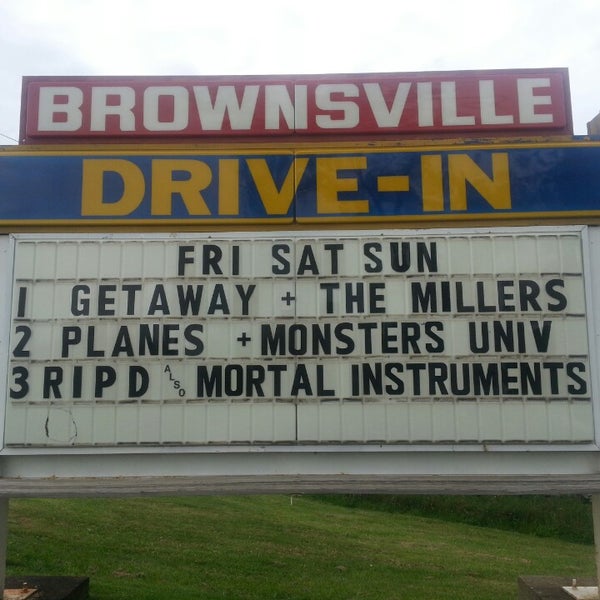 BROWNSVILLE
DRIVE-IN
FRI SAT SUN
1 GETAWAY + THE MILLERS
2 PLANES + MONSTERS UNIV
3 RIPD ALSO MORTAL INSTRUMENTS